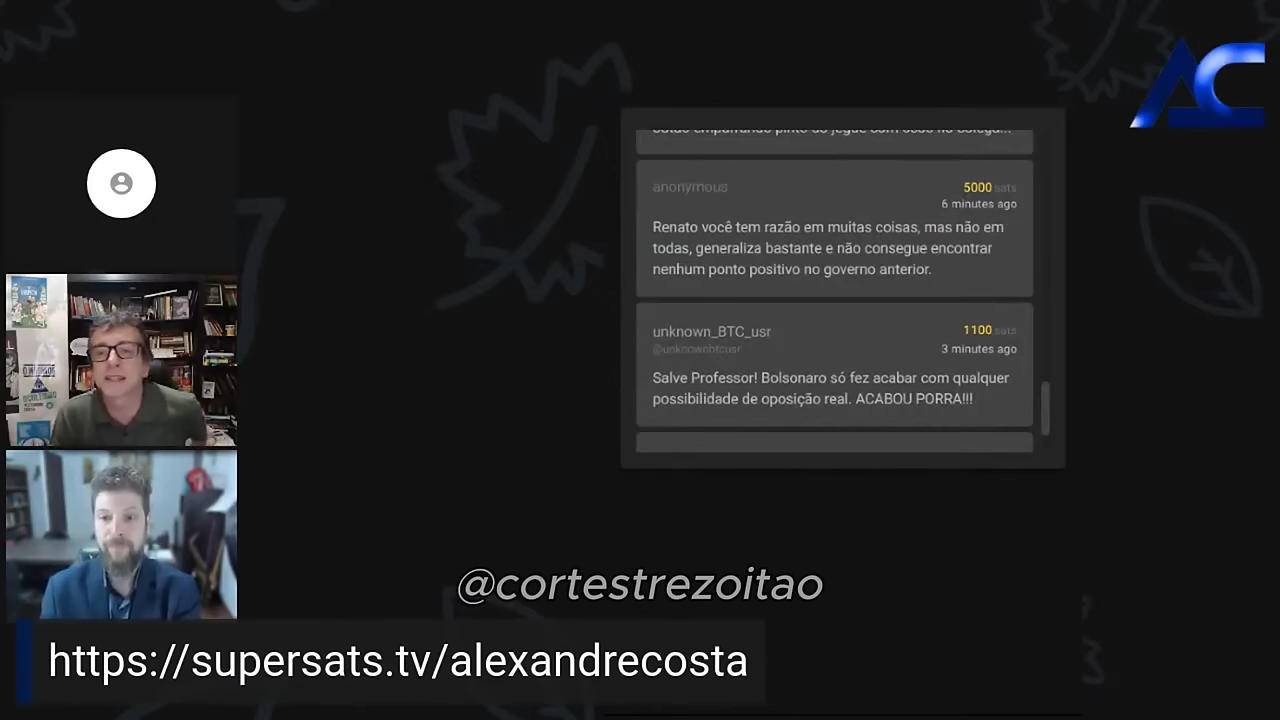 AC
anonymous
5000 sats
6 minutes ago
Renato você tem razão em muitas coisas, mas não em
todas, generaliza bastante e não consegue encontrar
nenhum ponto positivo no governo anterior.
unknown_BTC_usr
1100 sats
@unknownbtcusr
3 minutes ago
Salve Professor! Bolsonaro só fez acabar com qualquer
possibilidade de oposição real. ACABOU PORRA!!!
@cortestrezoitao
https://supersats.tv/alexandrecosta